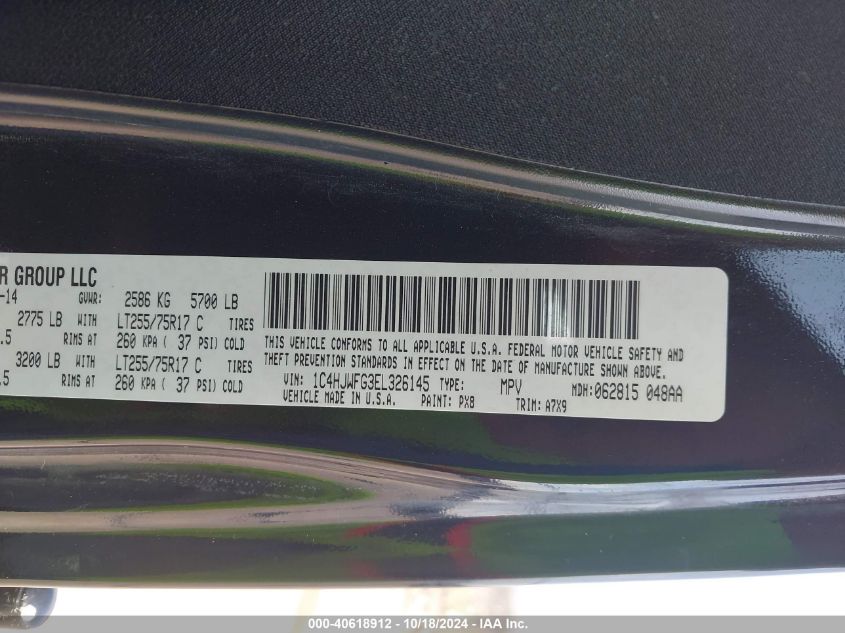 R GROUP LLC
-14 GVWR: 2586 KG 5700 LB
2775 LB WITH LT255/75R17 C TIRES
.5 RIMS AT 260 KPA ( 37 PSI) COLD
3200 LB WITH LT255/75R17 C TIRES
.5 RIMS AT 260 KPA ( 37 PSI) COLD
THIS VEHICLE CONFORMS TO ALL APPLICABLE U.S.A. FEDERAL MOTOR VEHICLE SAFETY AND
THEFT PREVENTION STANDARDS IN EFFECT ON THE DATE OF MANUFACTURE SHOWN ABOVE.
VIN: 1C4HJWFG3EL326145 TYPE: MPV MDH:062815 048AA
VEHICLE MADE IN U.S.A. PAINT: PX8 TRIM: A7X9
000-40618912 - 10/18/2024 - IAA Inc.